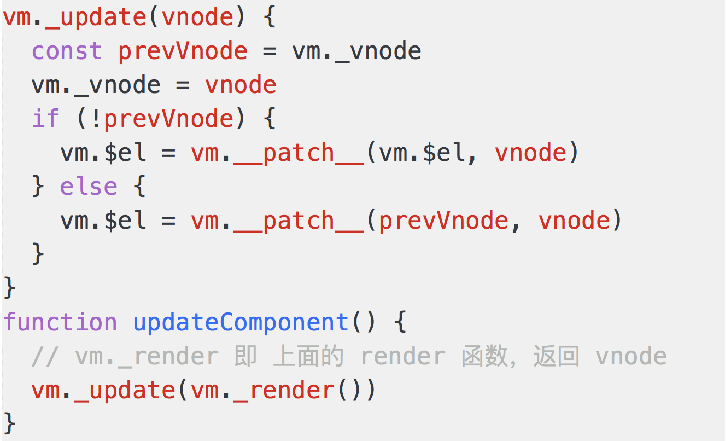 vm._update(vnode) {
  const prevVnode = vm._vnode
  vm._vnode = vnode
  if (!prevVnode) {
    vm.$el = vm.__patch__(vm.$el, vnode)
  } else {
    vm.$el = vm.__patch__(prevVnode, vnode)
  }
}
function updateComponent() {
  // vm._render 即 上面的 render 函数，返回 vnode
  vm._update(vm._render())
}